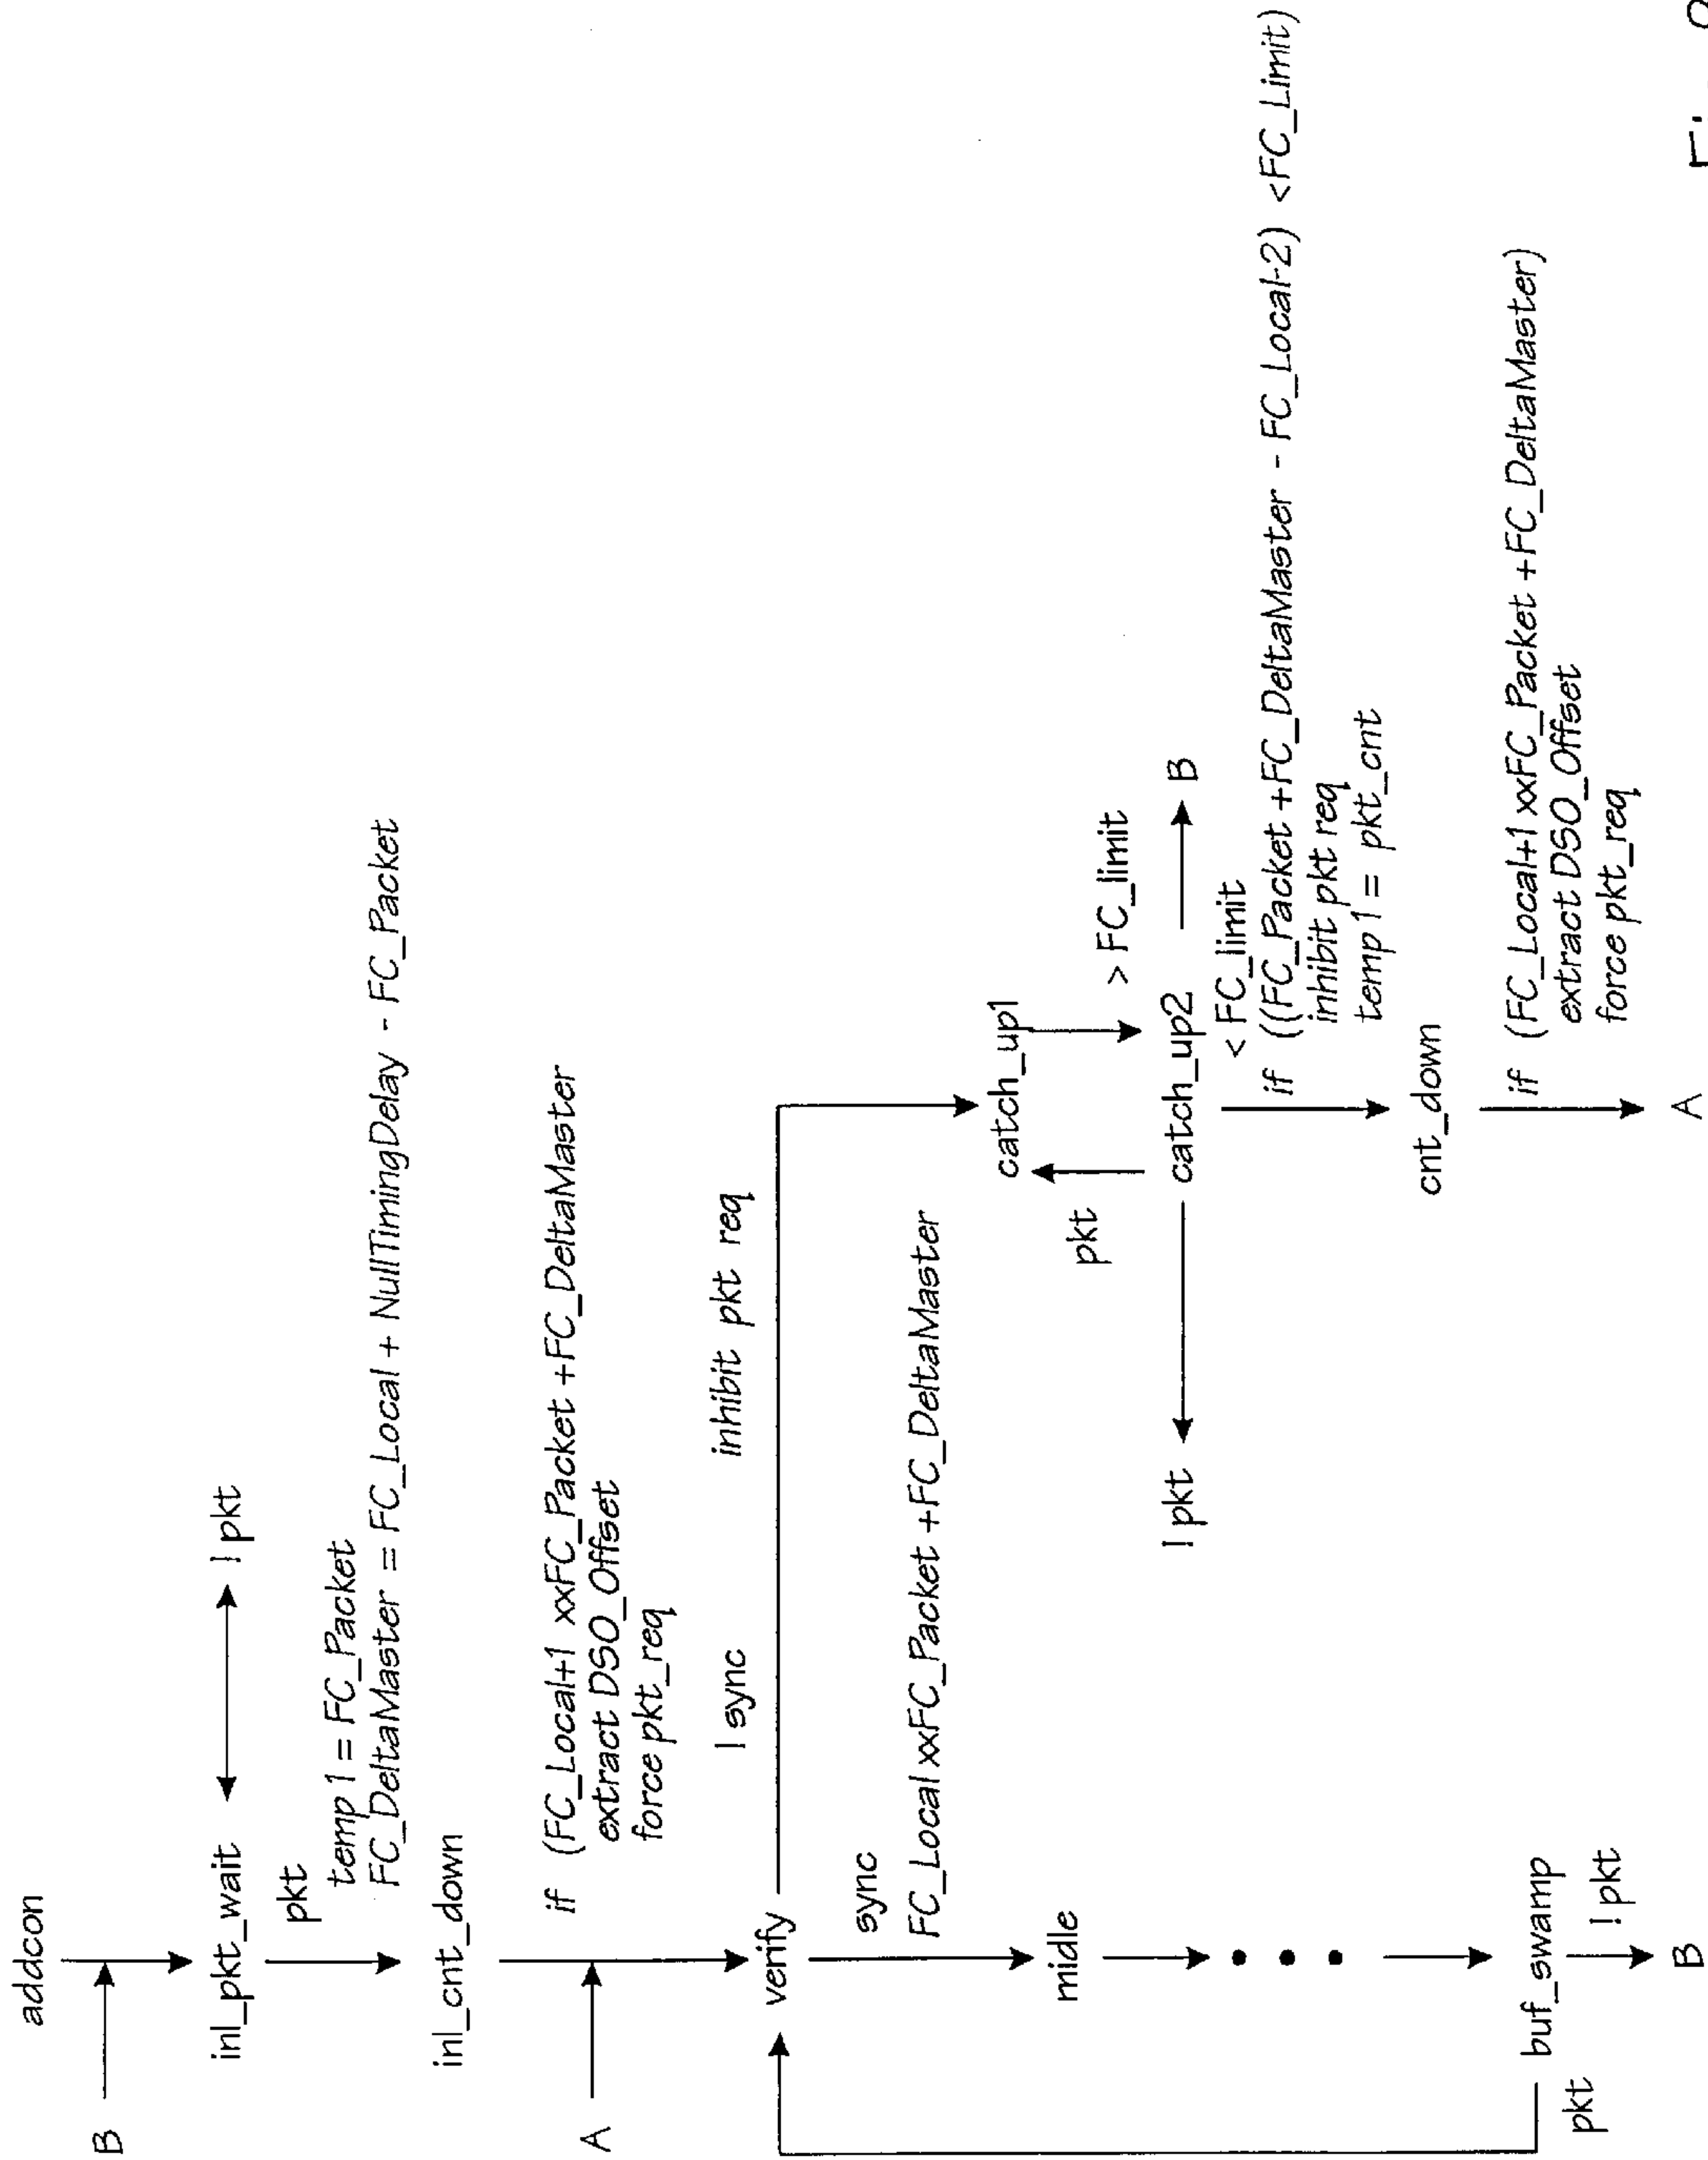 addcon
B
inl_pkt_wait
! pkt
pkt
temp 1 = FC_Packet
FC_DeltaMaster = FC_Local + NullTimingDelay - FC_Packet
inl_cnt_down
if (FC_Local+1 xxFC_Packet +FC_DeltaMaster
extract DSO_Offset
force pkt_req
A
! sync
inhibit pkt req
verify
sync
FC_Local xxFC_Packet +FC_DeltaMaster
midle
catch_up1
pkt
> FC_limit
! pkt
catch_up2
B
< FC_limit
if ((FC_Packet +FC_DeltaMaster - FC_Local-2) <FC_Limit)
inhibit pkt req
temp 1 = pkt_cnt
cnt_down
if (FC_Local+1 xxFC_Packet +FC_DeltaMaster)
extract DSO_Offset
force pkt_req
A
buf_swamp
pkt
! pkt
B